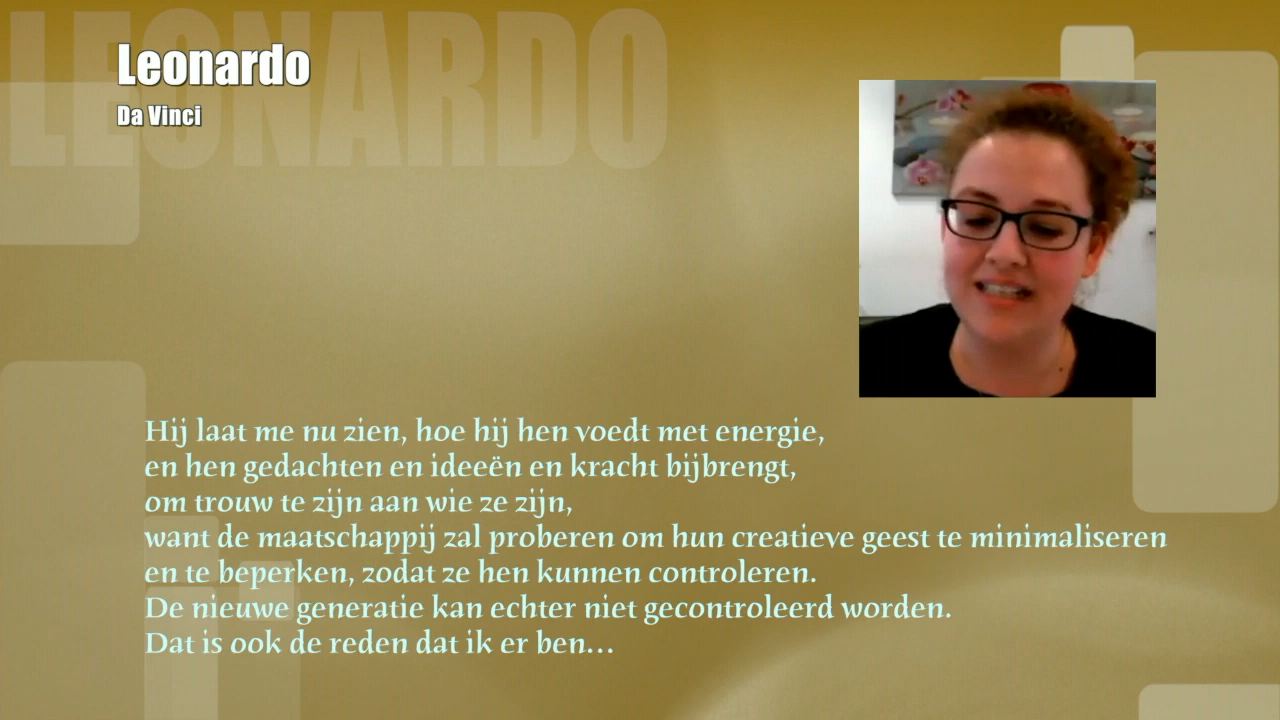 LEONARDO
Leonardo
Da Vinci
Hij laat me nu zien, hoe hij hen voedt met energie,
en hen gedachten en ideeën en kracht bijbrengt,
om trouw te zijn aan wie ze zijn,
want de maatschappij zal proberen om hun creatieve geest te minimaliseren
en te beperken, zodat ze hen kunnen controleren.
De nieuwe generatie kan echter niet gecontroleerd worden.
Dat is ook de reden dat ik er ben...